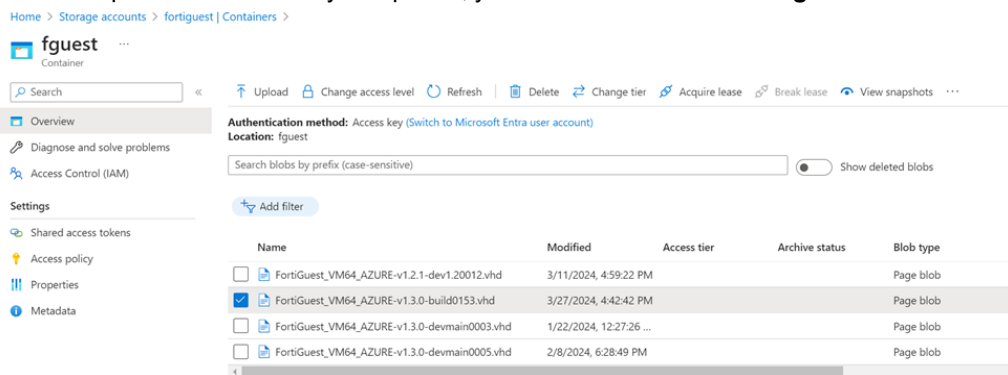 Home > Storage accounts > fortiguest | Containers >
fguest ...
Container
Search
«
Upload Change access level Refresh Delete Change tier Acquire lease Break lease View snapshots ...
Overview
Diagnose and solve problems
Access Control (IAM)
Settings
Shared access tokens
Access policy
Properties
Metadata
Authentication method: Access key (Switch to Microsoft Entra user account)
Location: fguest
Search blobs by prefix (case-sensitive)
Show deleted blobs
Add filter
Name Modified Access tier Archive status Blob type
FortiGuest_VM64_AZURE-v1.2.1-dev1.20012.vhd 3/11/2024, 4:59:22 PM Page blob
FortiGuest_VM64_AZURE-v1.3.0-build0153.vhd 3/27/2024, 4:42:42 PM Page blob
FortiGuest_VM64_AZURE-v1.3.0-devmain0003.vhd 1/22/2024, 12:27:26 ... Page blob
FortiGuest_VM64_AZURE-v1.3.0-devmain0005.vhd 2/8/2024, 6:28:49 PM Page blob